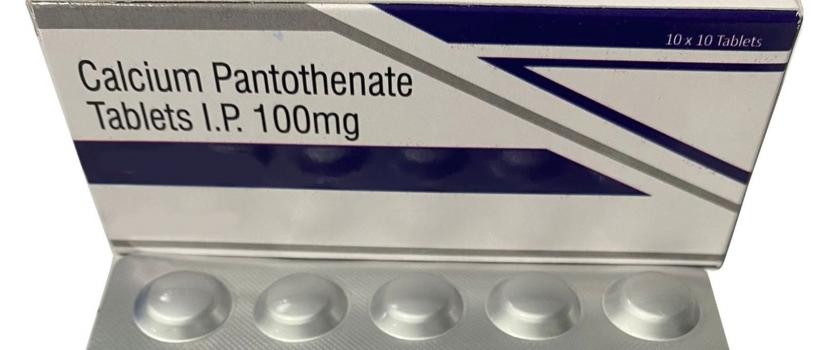 10 x 10 Tablets
Calcium Pantothenate
Tablets I.P. 100mg